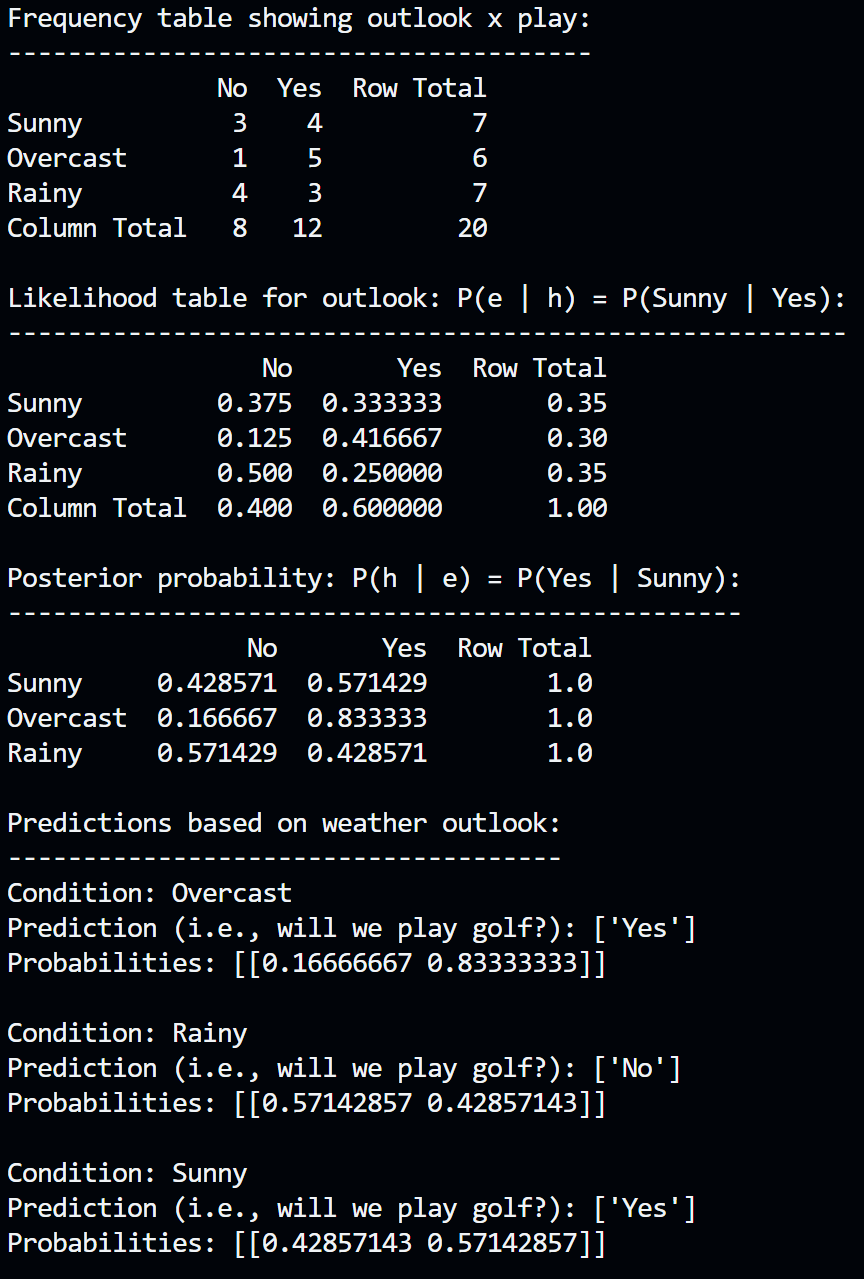 Frequency table showing outlook x play:
---------------------------------------
              No  Yes  Row Total
Sunny          3    4          7
Overcast       1    5          6
Rainy          4    3          7
Column Total   8   12         20

Likelihood table for outlook: P(e | h) = P(Sunny | Yes):
--------------------------------------------------------
                 No       Yes  Row Total
Sunny         0.375  0.333333       0.35
Overcast      0.125  0.416667       0.30
Rainy         0.500  0.250000       0.35
Column Total  0.400  0.600000       1.00

Posterior probability: P(h | e) = P(Yes | Sunny):
-------------------------------------------------
                No       Yes  Row Total
Sunny     0.428571  0.571429        1.0
Overcast  0.166667  0.833333        1.0
Rainy     0.571429  0.428571        1.0

Predictions based on weather outlook:
-------------------------------------
Condition: Overcast
Prediction (i.e., will we play golf?): ['Yes']
Probabilities: [[0.16666667 0.83333333]]

Condition: Rainy
Prediction (i.e., will we play golf?): ['No']
Probabilities: [[0.57142857 0.42857143]]

Condition: Sunny
Prediction (i.e., will we play golf?): ['Yes']
Probabilities: [[0.42857143 0.57142857]]